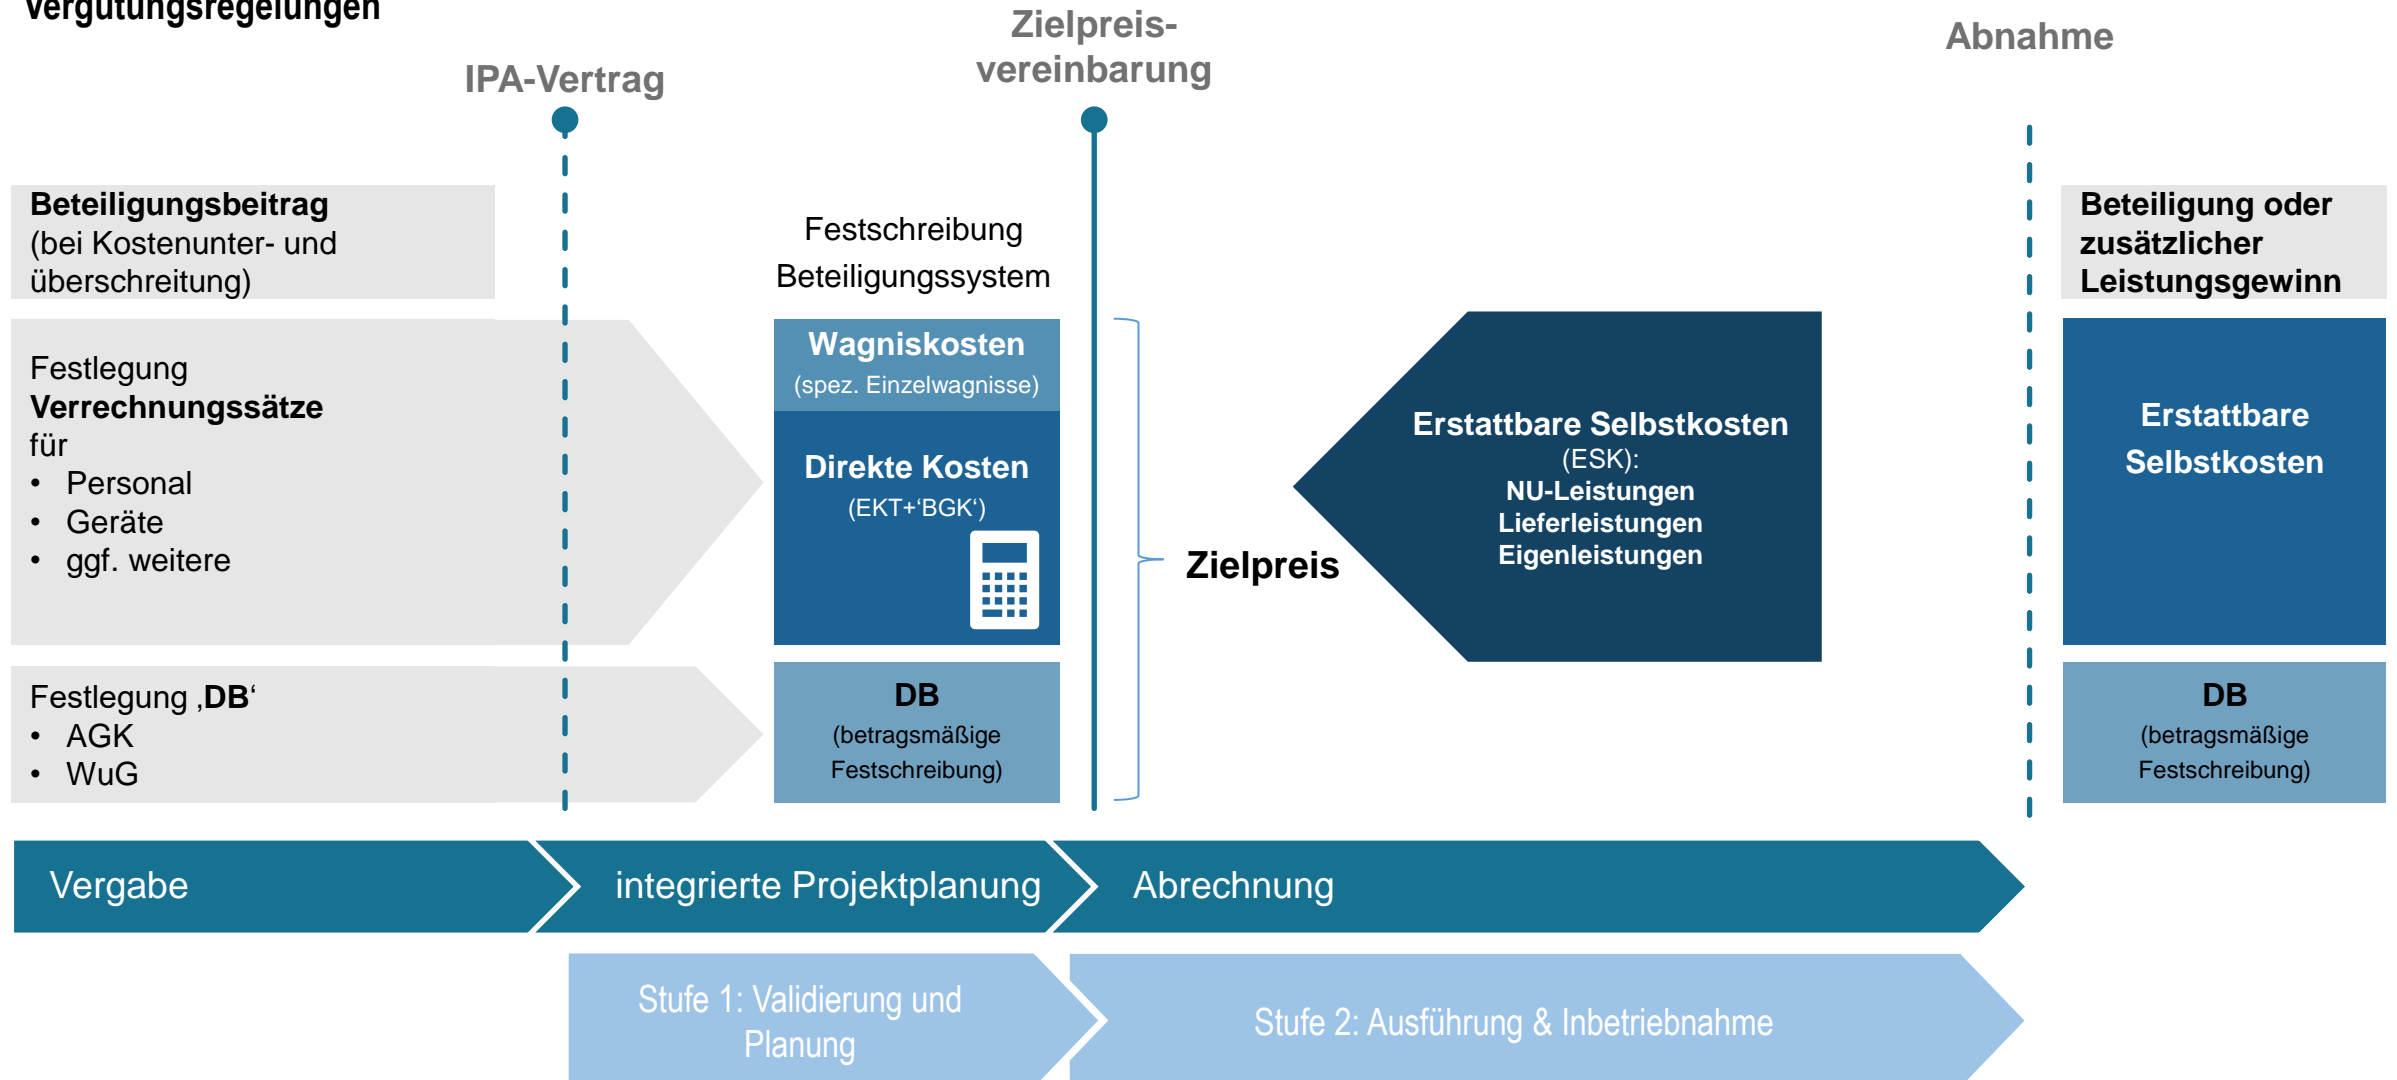 Vergütungsregelungen
IPA-Vertrag
Zielpreis-
vereinbarung
Abnahme
Beteiligungsbeitrag
(bei Kostenunter- und
überschreitung)
Festlegung
Verrechnungssätze
für
• Personal
• Geräte
• ggf. weitere
Festlegung ‚DB‘
• AGK
• WuG
Festschreibung
Beteiligungssystem
Wagniskosten
(spez. Einzelwagnisse)
Direkte Kosten
(EKT+‘BGK‘)
DB
(betragsmäßige
Festschreibung)
Zielpreis
Erstattbare Selbstkosten
(ESK):
NU-Leistungen
Lieferleistungen
Eigenleistungen
Beteiligung oder
zusätzlicher
Leistungsgewinn
Erstattbare
Selbstkosten
DB
(betragsmäßige
Festschreibung)
Vergabe
integrierte Projektplanung
Abrechnung
Stufe 1: Validierung und
Planung
Stufe 2: Ausführung & Inbetriebnahme